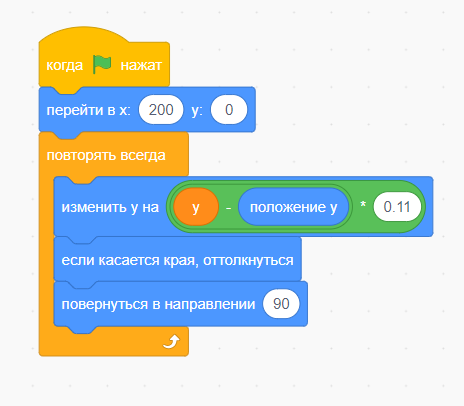 когда нажат
перейти в x: 200 y: 0
повторять всегда
изменить y на y - положение y * 0.11
если касается края, оттолкнуться
повернуться в направлении 90